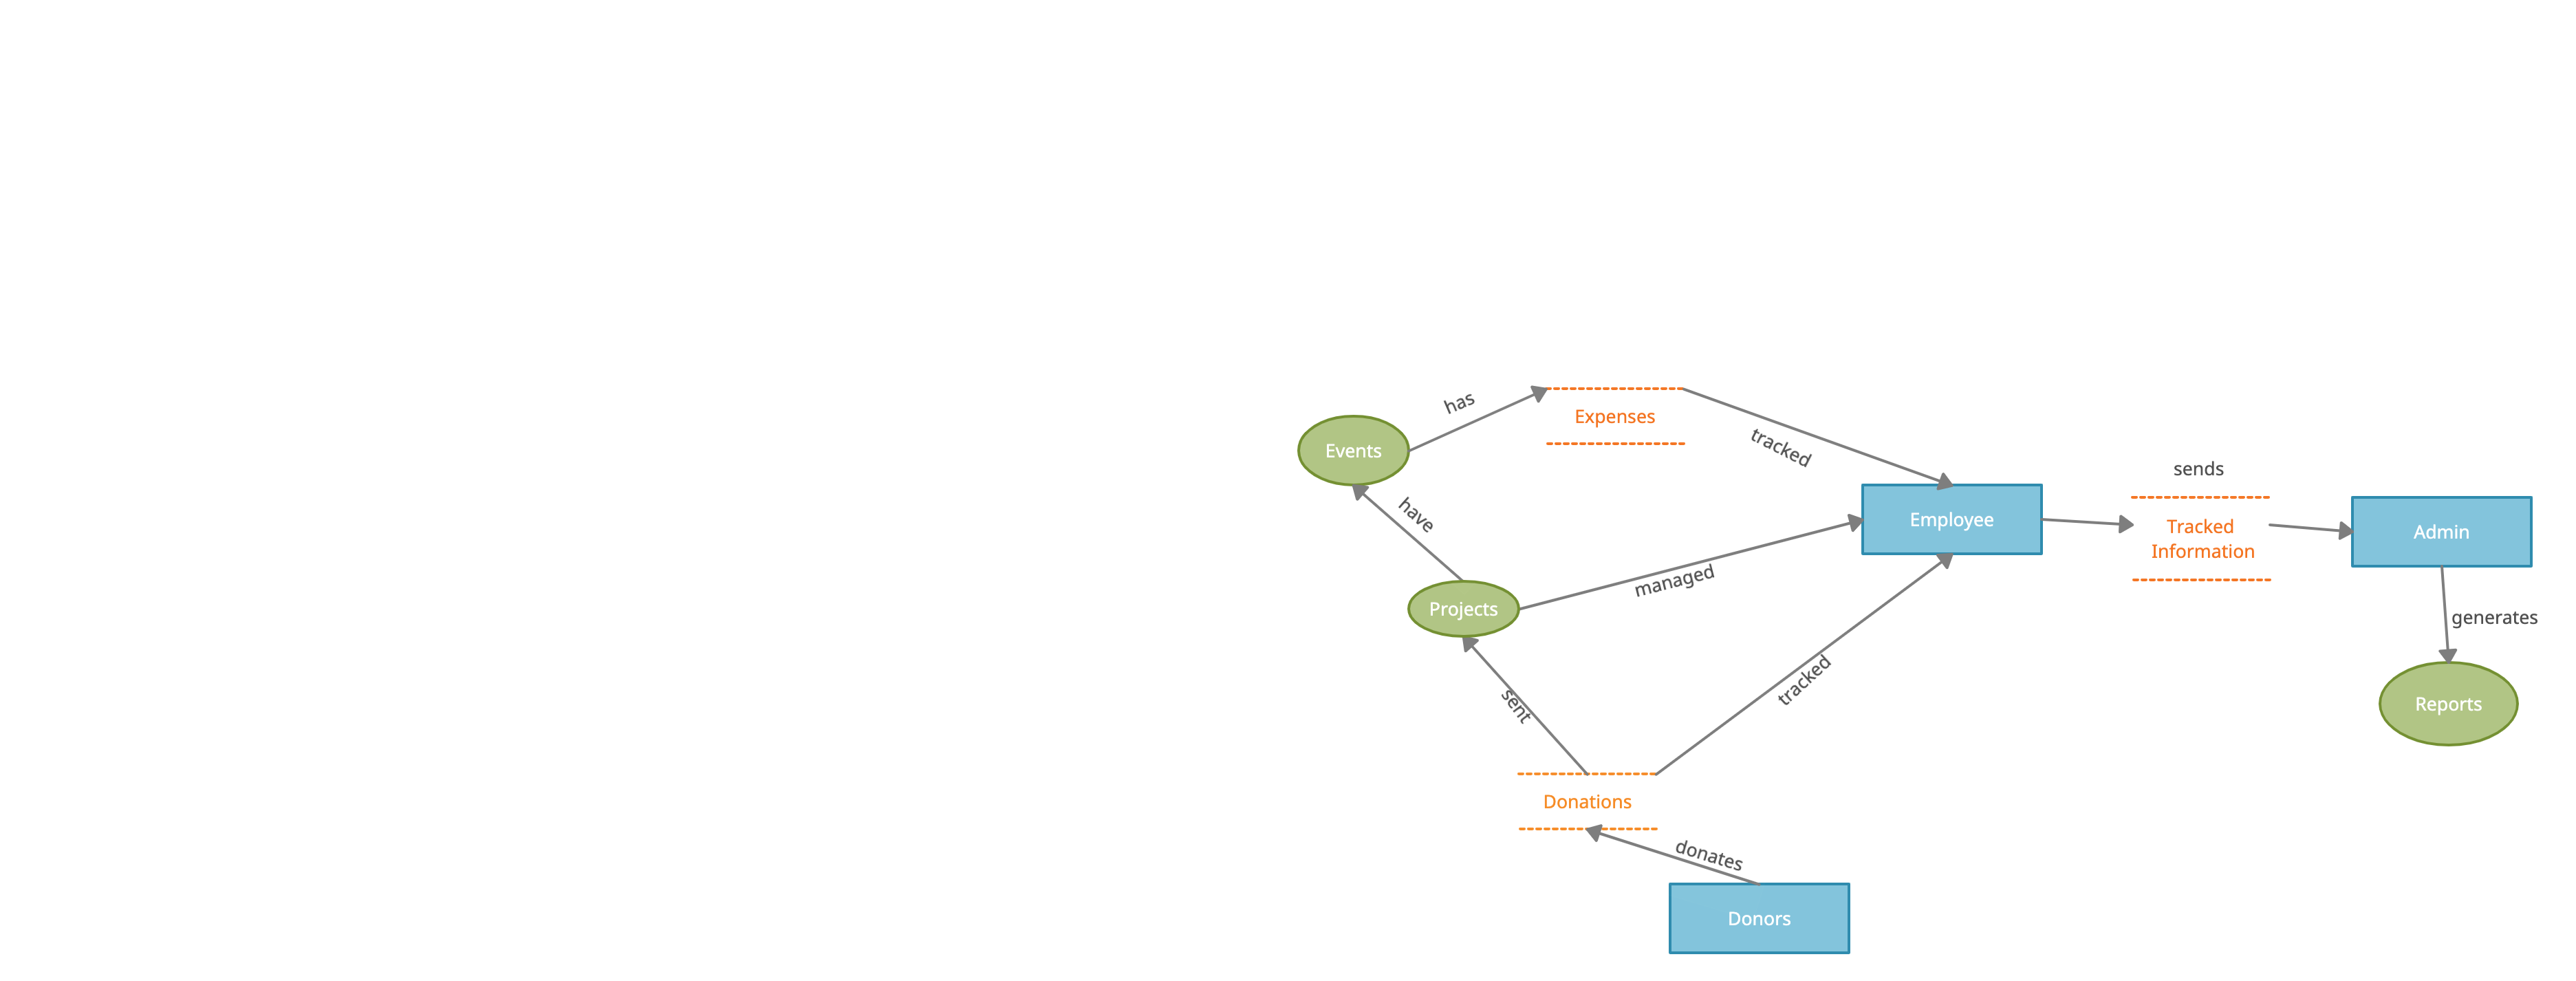 has
Expenses
Events
tracked
sends
have
Employee
Tracked
Information
Admin
managed
Projects
generates
tracked
sent
Reports
Donations
donates
Donors